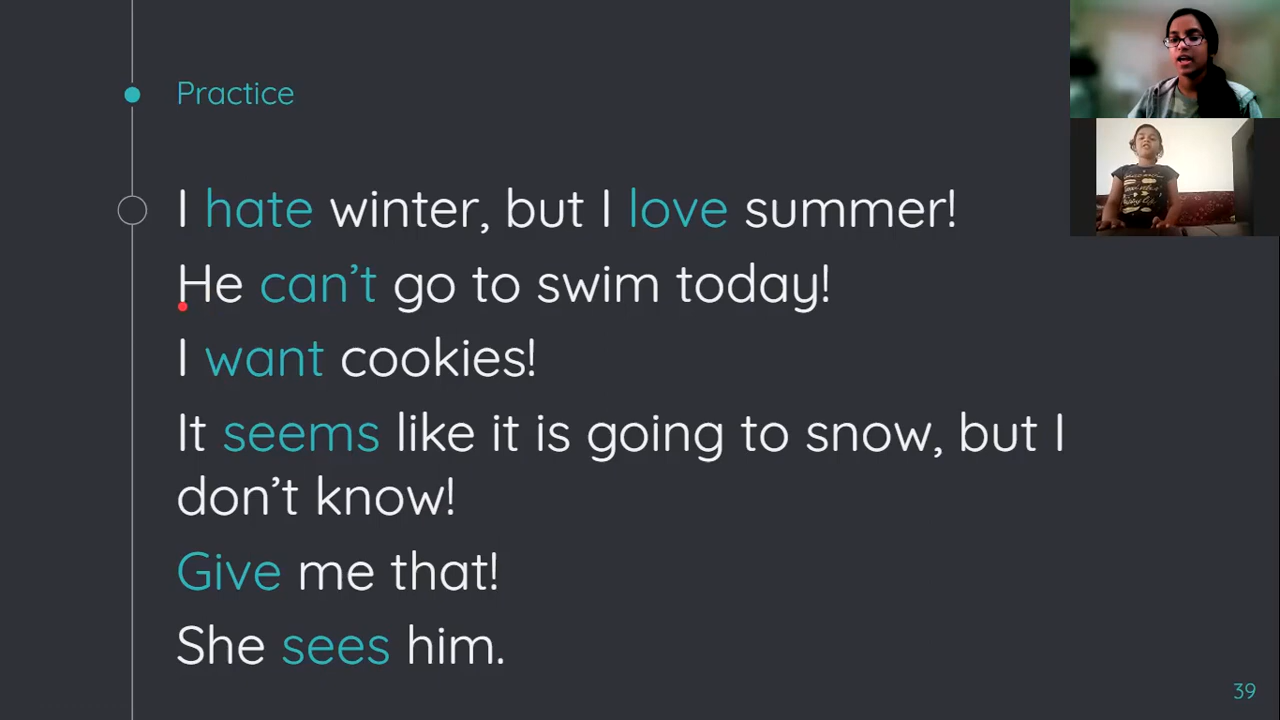 Practice
I hate winter, but I love summer!
He can't go to swim today!
I want cookies!
It seems like it is going to snow, but I
don't know!
Give me that!
She sees him.
39